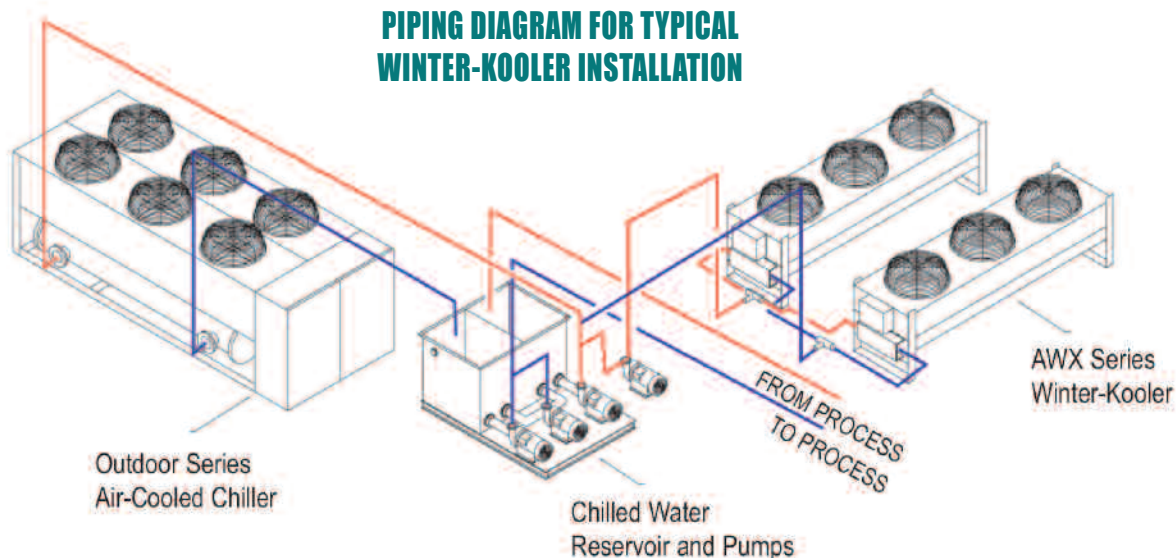 PIPING DIAGRAM FOR TYPICAL
WINTER-KOOLER INSTALLATION
AWX Series
Winter-Kooler
FROM PROCESS
TO PROCESS
Outdoor Series
Air-Cooled Chiller
Chilled Water
Reservoir and Pumps